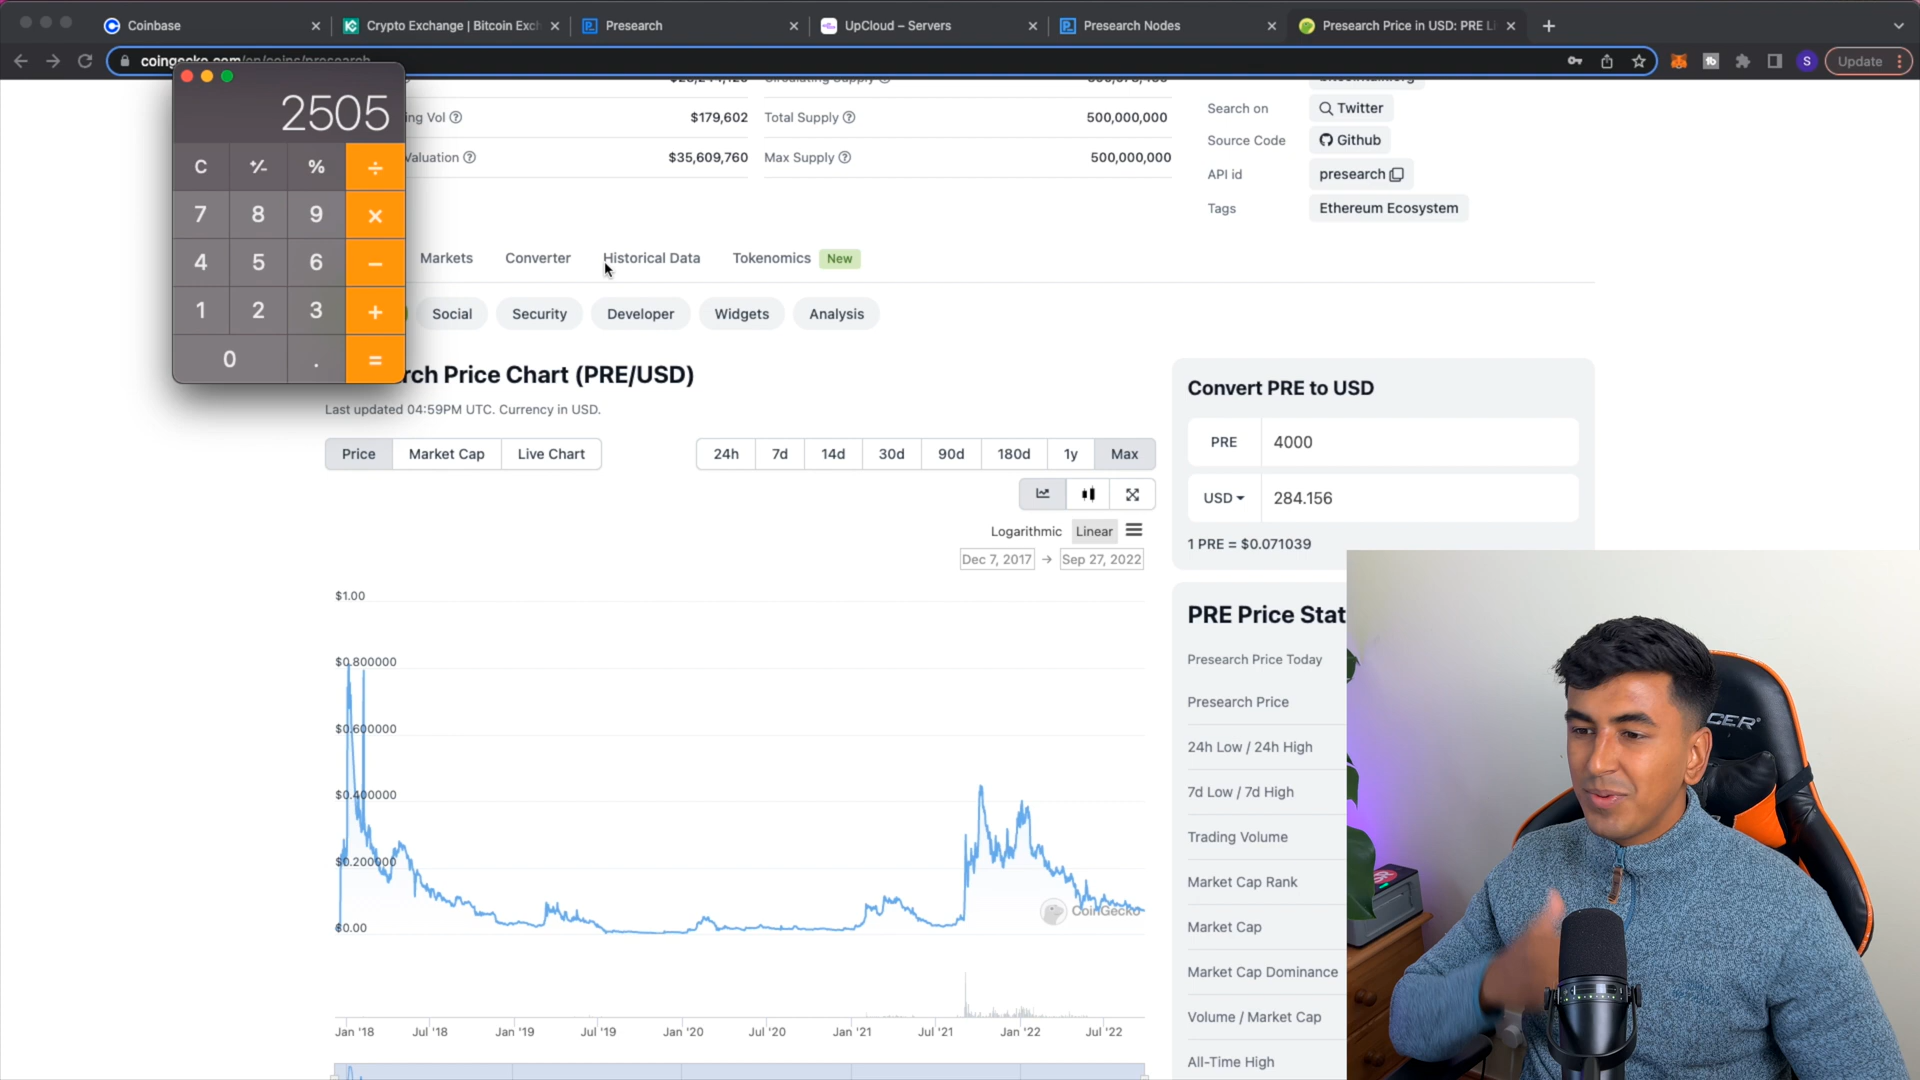 Coinbase
Crypto Exchange | Bitcoin Exc
Presearch
UpCloud – Servers
Presearch Nodes
Presearch Price in USD: PRE Li
coingecko.com/en/coins/presearch
S
Update
2505
C
%
÷
7
8
9
×
4
5
6
−
1
2
3
+
0
.
=
ing Vol
$179,602
Total Supply
500,000,000
Valuation
$35,609,760
Max Supply
500,000,000
Search on
Twitter
Source Code
Github
API id
presearch
Tags
Ethereum Ecosystem
Markets
Converter
Historical Data
Tokenomics
New
Social
Security
Developer
Widgets
Analysis
rch Price Chart (PRE/USD)
Last updated 04:59PM UTC. Currency in USD.
Price
Market Cap
Live Chart
24h
7d
14d
30d
90d
180d
1y
Max
Logarithmic
Linear
Dec 7, 2017 → Sep 27, 2022
$1.00
$0.800000
$0.600000
$0.400000
$0.200000
$0.00
CoinGecko
Jan '18
Jul '18
Jan '19
Jul '19
Jan '20
Jul '20
Jan '21
Jul '21
Jan '22
Jul '22
Convert PRE to USD
PRE
4000
USD
284.156
1 PRE = $0.071039
PRE Price Stat
Presearch Price Today
Presearch Price
24h Low / 24h High
7d Low / 7d High
Trading Volume
Market Cap Rank
Market Cap
Market Cap Dominance
Volume / Market Cap
All-Time High
CER